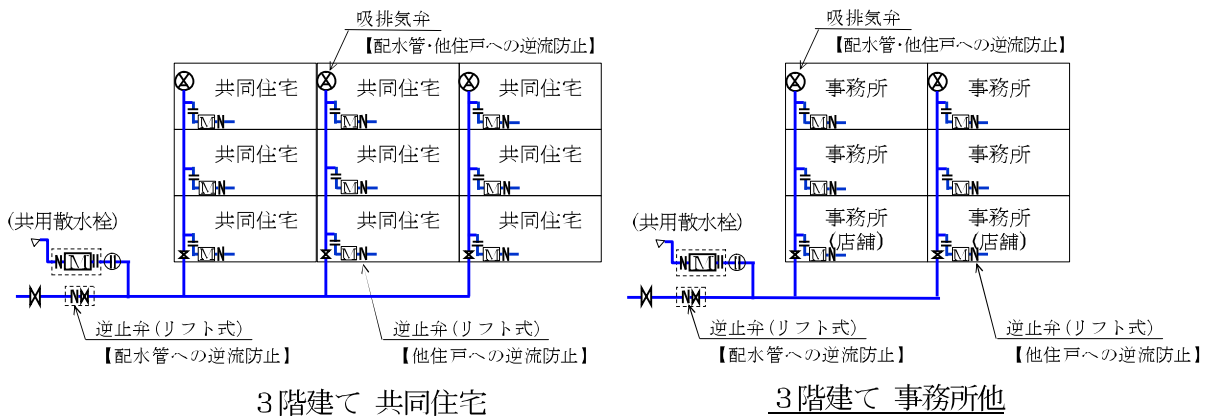 吸排気弁
【配水管・他住戸への逆流防止】
共同住宅 共同住宅 共同住宅
共同住宅 共同住宅 共同住宅
共同住宅 共同住宅 共同住宅
(共用散水栓)
逆止弁(リフト式)
【配水管への逆流防止】
逆止弁(リフト式)
【他住戸への逆流防止】
3階建て 共同住宅
吸排気弁
【配水管・他住戸への逆流防止】
事務所 事務所
事務所 事務所
事務所 事務所
(店舗) (店舗)
(共用散水栓)
逆止弁(リフト式)
【配水管への逆流防止】
逆止弁(リフト式)
【他住戸への逆流防止】
3階建て 事務所他